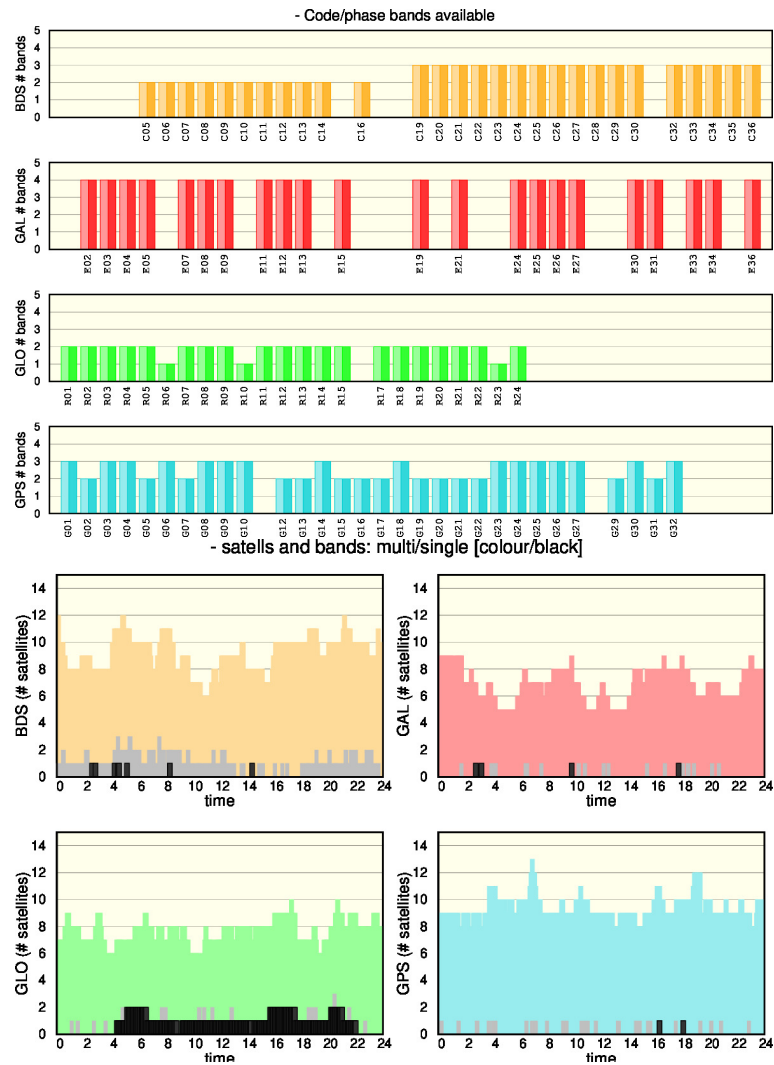 - Code/phase bands available
BDS # bands
5
4
3
2
1
0
C05 C06 C07 C08 C09 C10 C11 C12 C13 C14 C16 C19 C20 C21 C22 C23 C24 C25 C26 C27 C28 C29 C30 C32 C33 C34 C35 C36
GAL # bands
5
4
3
2
1
0
E02 E03 E04 E05 E07 E08 E09 E11 E12 E13 E15 E19 E21 E24 E25 E26 E27 E30 E31 E33 E34 E36
GLO # bands
5
4
3
2
1
0
R01 R02 R03 R04 R05 R06 R07 R08 R09 R10 R11 R12 R13 R14 R15 R17 R18 R19 R20 R21 R22 R23 R24
GPS # bands
5
4
3
2
1
0
G01 G02 G03 G04 G05 G06 G07 G08 G09 G10 G12 G13 G14 G15 G16 G17 G18 G19 G20 G21 G22 G23 G24 G25 G26 G27 G29 G30 G31 G32
- satells and bands: multi/single [colour/black]
BDS (# satellites)
14
12
10
8
6
4
2
0
0 2 4 6 8 10 12 14 16 18 20 22 24
time
GAL (# satellites)
14
12
10
8
6
4
2
0
0 2 4 6 8 10 12 14 16 18 20 22 24
time
GLO (# satellites)
14
12
10
8
6
4
2
0
0 2 4 6 8 10 12 14 16 18 20 22 24
time
GPS (# satellites)
14
12
10
8
6
4
2
0
0 2 4 6 8 10 12 14 16 18 20 22 24
time